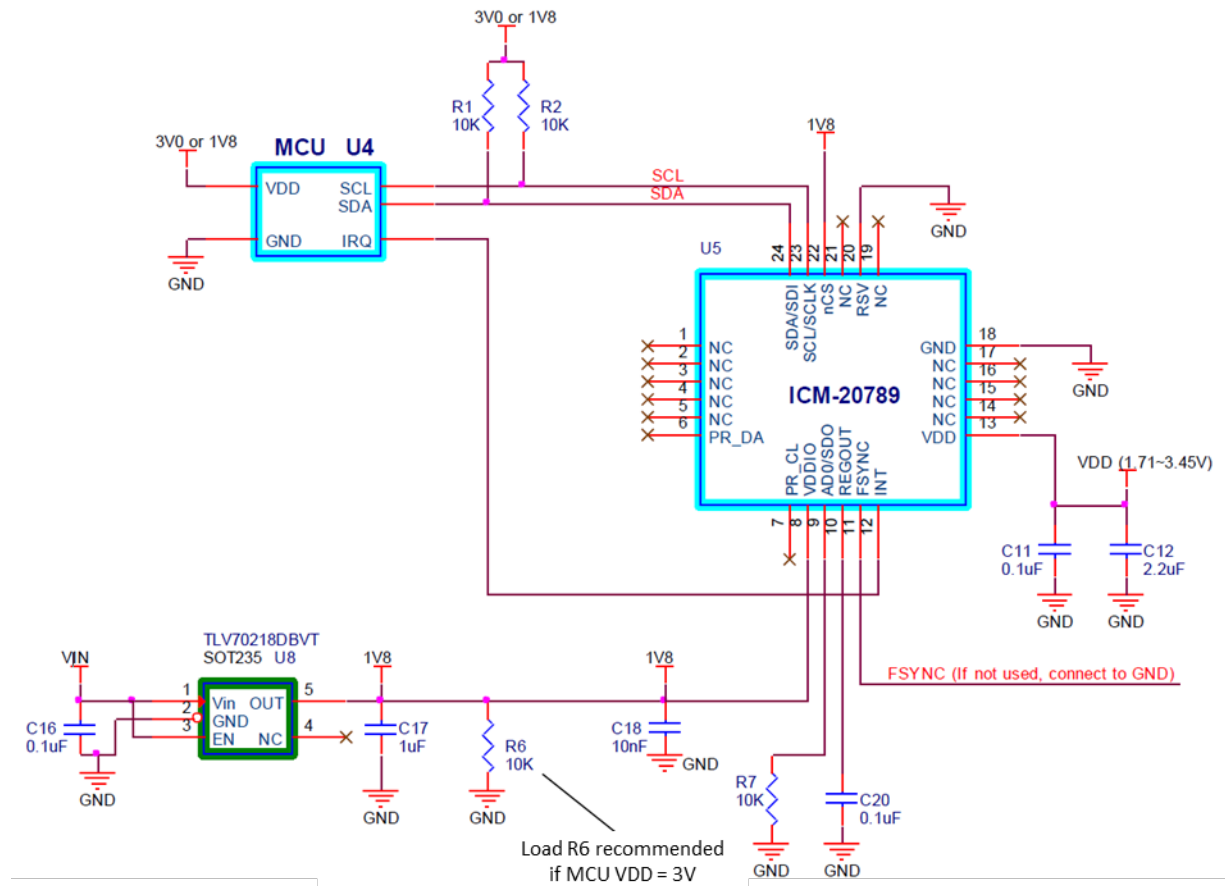 3V0 or 1V8
R1
10K
R2
10K
3V0 or 1V8
MCU U4
VDD
GND
SCL
SDA
IRQ
GND
SCL
SDA
1V8
GND
U5
24
23
22
21
20
19
SDA/SDI
SCL/SCLK
nCS
NC
RSV
NC
1
2
3
4
5
6
NC
NC
NC
NC
NC
PR_DA
ICM-20789
GND
NC
NC
NC
NC
VDD
18
17
16
15
14
13
GND
PR_CL
VDDIO
AD0/SDO
REGOUT
FSYNC
INT
7
8
9
10
11
12
VDD (1.71~3.45V)
C11
0.1uF
GND
C12
2.2uF
GND
FSYNC (If not used, connect to GND)
VIN
C16
0.1uF
GND
TLV70218DBVT
SOT235 U8
1
2
3
Vin
GND
EN
OUT
NC
5
4
1V8
C17
1uF
GND
R6
10K
GND
1V8
C18
10nF
GND
R7
10K
GND
C20
0.1uF
GND
Load R6 recommended
if MCU VDD = 3V